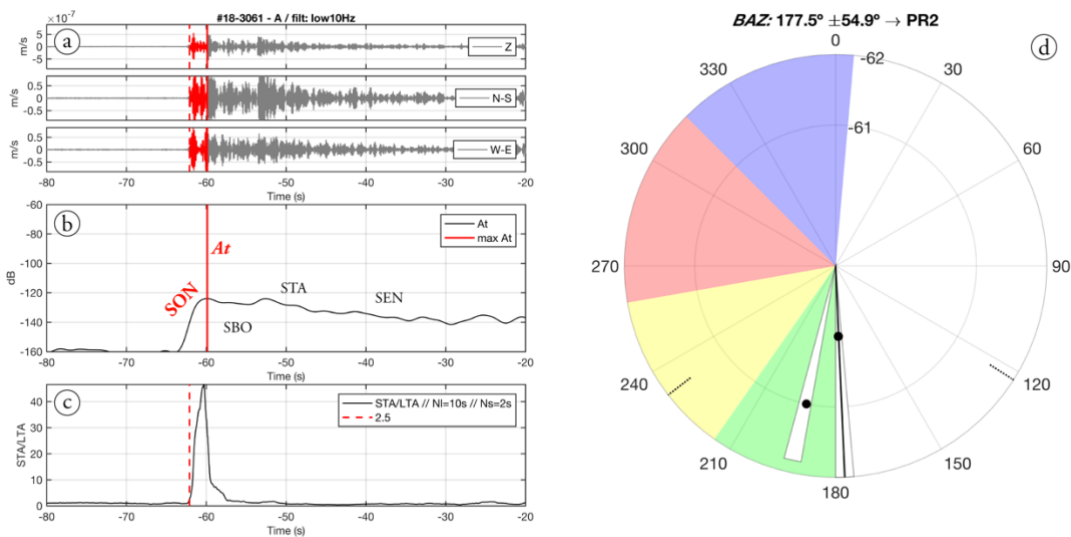 #18-3061 - A / filt: low10Hz
×10⁻⁷
a
5
0
-5
m/s
Z
0.5
0
-0.5
m/s
N-S
0.5
0
-0.5
m/s
W-E
-80 -70 -60 -50 -40 -30 -20
Time (s)
b
-60
-80
-100
-120
-140
-160
dB
At
max At
At
SON
STA
SEN
SBO
-80 -70 -60 -50 -40 -30 -20
Time (s)
c
40
30
20
10
0
STA/LTA
STA/LTA // Nl=10s // Ns=2s
2.5
-80 -70 -60 -50 -40 -30 -20
Time (s)
BAZ: 177.5º ±54.9º → PR2
d
0
-62
330
30
-61
300
60
270
90
240
120
210
150
180